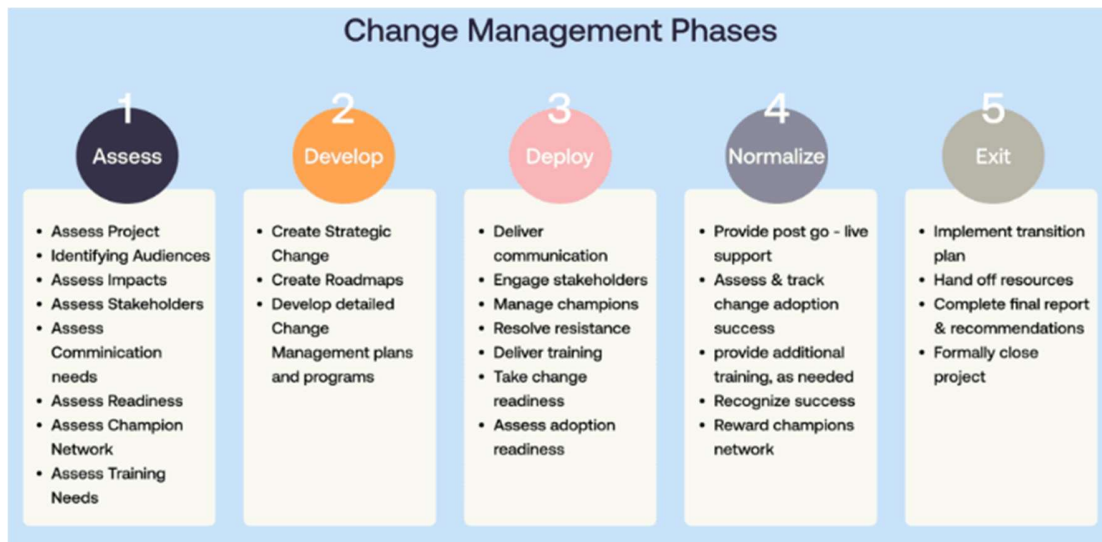 Change Management Phases
1
Assess
• Assess Project
• Identifying Audiences
• Assess Impacts
• Assess Stakeholders
• Assess
Comminication
needs
• Assess Readiness
• Assess Champion
Network
• Assess Training
Needs
2
Develop
• Create Strategic
Change
• Create Roadmaps
• Develop detailed
Change
Management plans
and programs
3
Deploy
• Deliver
communication
• Engage stakeholders
• Manage champions
• Resolve resistance
• Deliver training
• Take change
readiness
• Assess adoption
readiness
4
Normalize
• Provide post go - live
support
• Assess & track
change adoption
success
• provide additional
training, as needed
• Recognize success
• Reward champions
network
5
Exit
• Implement transition
plan
• Hand off resources
• Complete final report
& recommendations
• Formally close
project